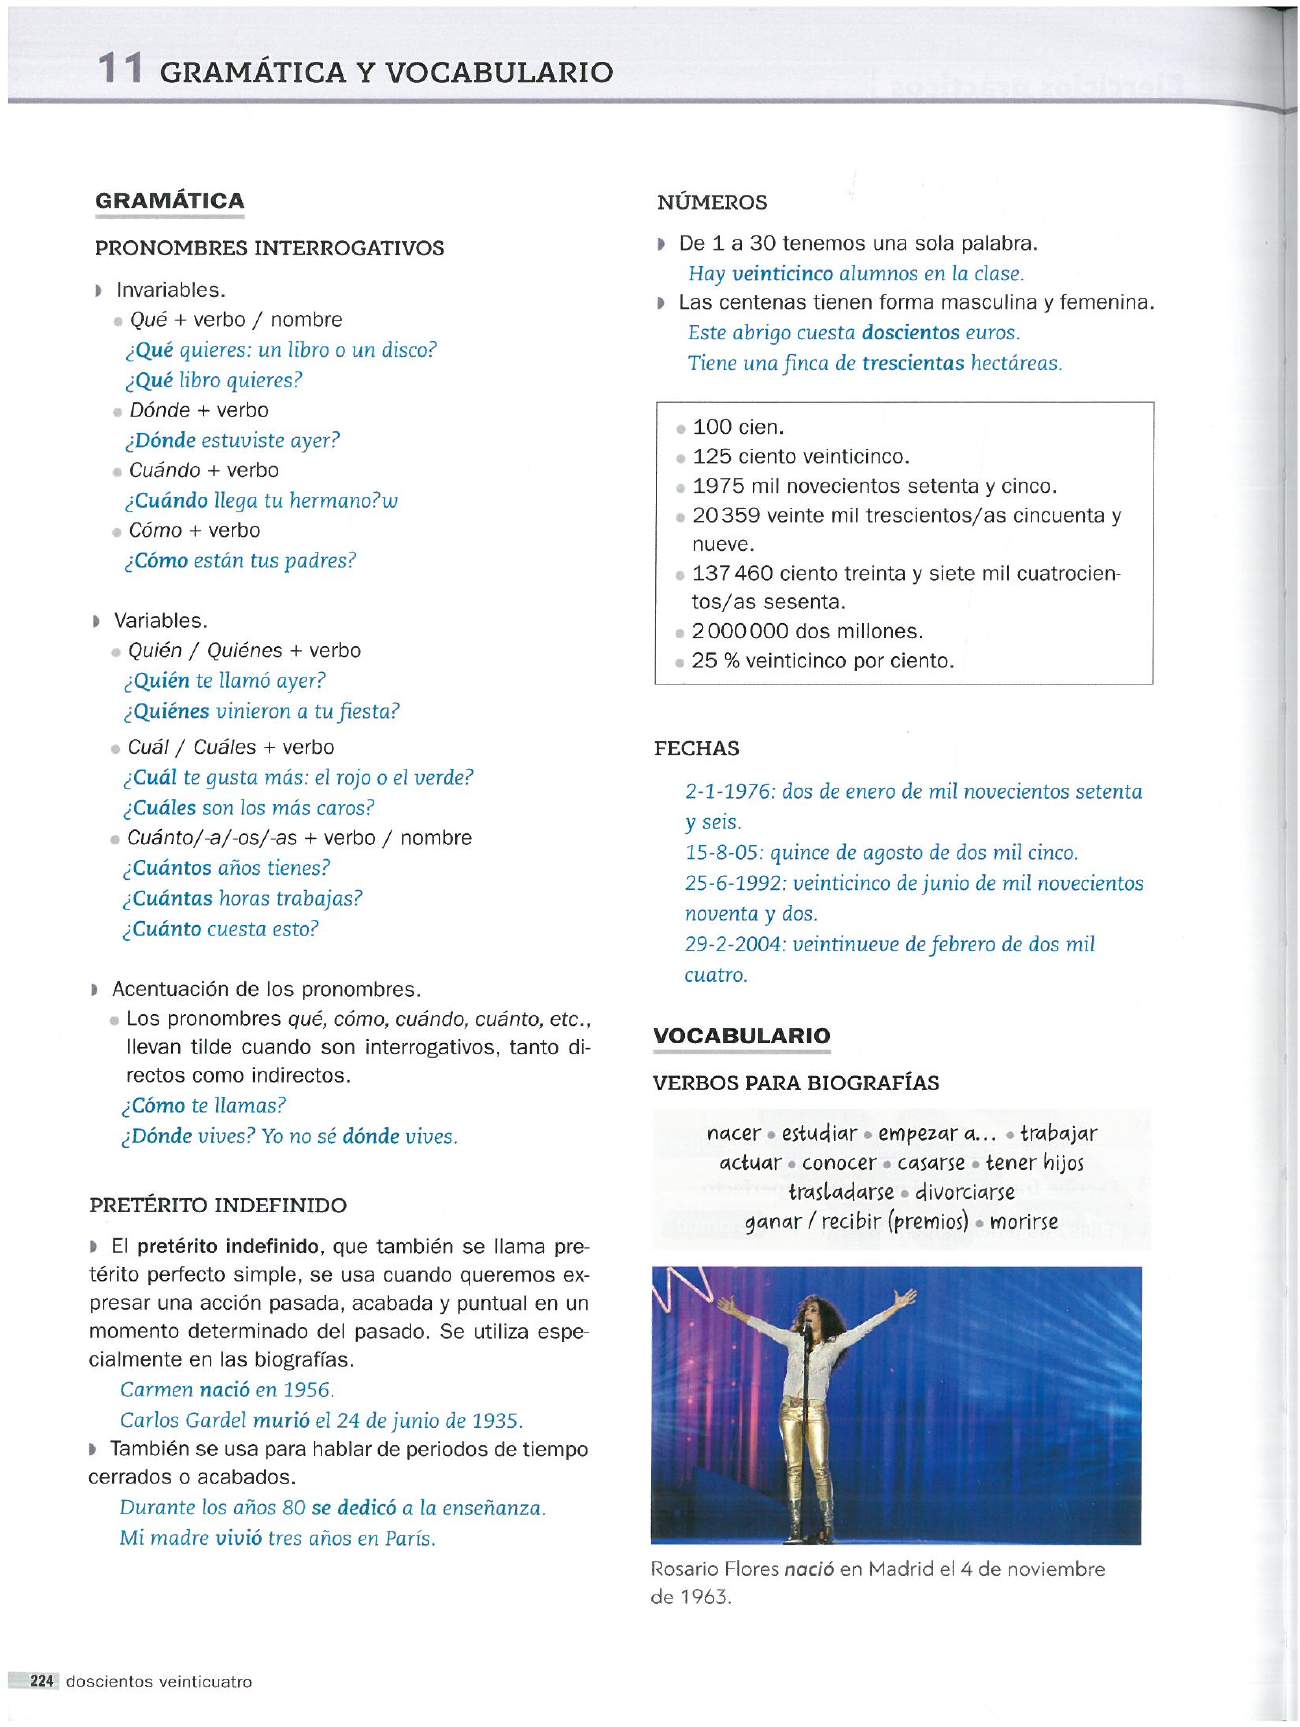 11 GRAMÁTICA Y VOCABULARIO
GRAMÁTICA
PRONOMBRES INTERROGATIVOS
Invariables.
Qué + verbo / nombre
¿Qué quieres: un libro o un disco?
¿Qué libro quieres?
Dónde + verbo
¿Dónde estuviste ayer?
Cuándo + verbo
¿Cuándo llega tu hermano?w
Cómo + verbo
¿Cómo están tus padres?
Variables.
Quién / Quiénes + verbo
¿Quién te llamó ayer?
¿Quiénes vinieron a tu fiesta?
Cuál / Cuáles + verbo
¿Cuál te gusta más: el rojo o el verde?
¿Cuáles son los más caros?
Cuánto/-a/-os/-as + verbo / nombre
¿Cuántos años tienes?
¿Cuántas horas trabajas?
¿Cuánto cuesta esto?
Acentuación de los pronombres.
Los pronombres qué, cómo, cuándo, cuánto, etc.,
llevan tilde cuando son interrogativos, tanto di-
rectos como indirectos.
¿Cómo te llamas?
¿Dónde vives? Yo no sé dónde vives.
PRETÉRITO INDEFINIDO
El pretérito indefinido, que también se llama pre-
térito perfecto simple, se usa cuando queremos ex-
presar una acción pasada, acabada y puntual en un
momento determinado del pasado. Se utiliza espe-
cialmente en las biografías.
Carmen nació en 1956.
Carlos Gardel murió el 24 de junio de 1935.
También se usa para hablar de periodos de tiempo
cerrados o acabados.
Durante los años 80 se dedicó a la enseñanza.
Mi madre vivió tres años en París.
NÚMEROS
De 1 a 30 tenemos una sola palabra.
Hay veinticinco alumnos en la clase.
Las centenas tienen forma masculina y femenina.
Este abrigo cuesta doscientos euros.
Tiene una finca de trescientas hectáreas.
100 cien.
125 ciento veinticinco.
1975 mil novecientos setenta y cinco.
20 359 veinte mil trescientos/as cincuenta y
nueve.
137 460 ciento treinta y siete mil cuatrocien-
tos/as sesenta.
2 000 000 dos millones.
25 % veinticinco por ciento.
FECHAS
2-1-1976: dos de enero de mil novecientos setenta
y seis.
15-8-05: quince de agosto de dos mil cinco.
25-6-1992: veinticinco de junio de mil novecientos
noventa y dos.
29-2-2004: veintinueve de febrero de dos mil
cuatro.
VOCABULARIO
VERBOS PARA BIOGRAFÍAS
nacer • estudiar • empezar a... • trabajar
actuar • conocer • casarse • tener hijos
trasladarse • divorciarse
ganar / recibir (premios) • morirse
Rosario Flores nació en Madrid el 4 de noviembre
de 1963.
224 doscientos veinticuatro